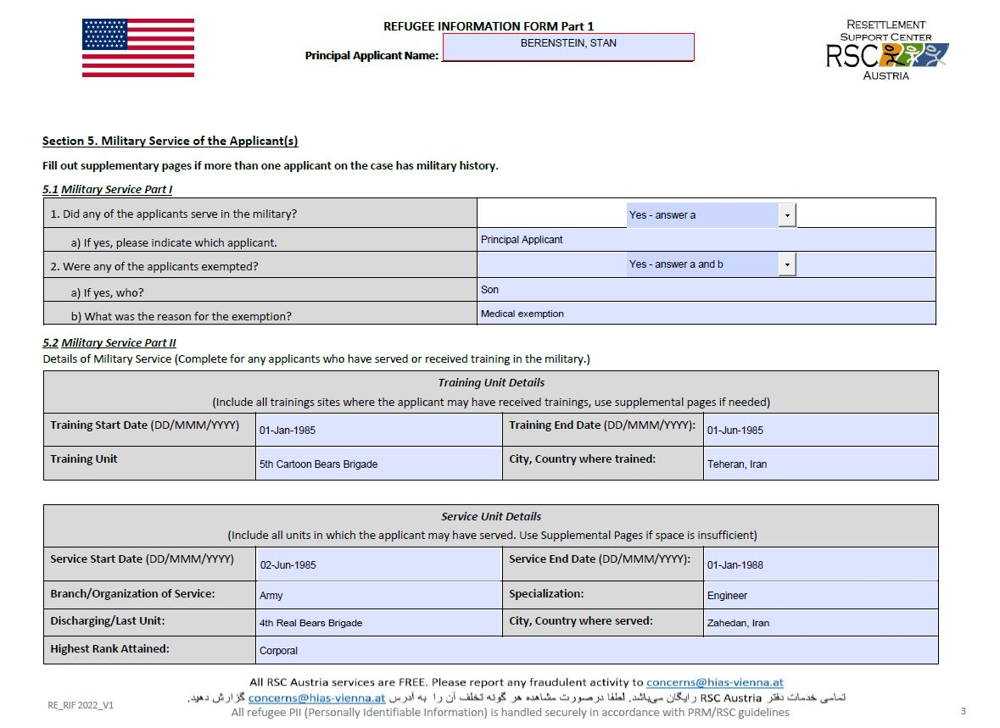 REFUGEE INFORMATION FORM Part 1
Principal Applicant Name: BERENSTEIN, STAN
RESETTLEMENT
SUPPORT CENTER
RSC
AUSTRIA
Section 5. Military Service of the Applicant(s)
Fill out supplementary pages if more than one applicant on the case has military history.
5.1 Military Service Part I
1. Did any of the applicants serve in the military? Yes - answer a
a) If yes, please indicate which applicant. Principal Applicant
2. Were any of the applicants exempted? Yes - answer a and b
a) If yes, who? Son
b) What was the reason for the exemption? Medical exemption
5.2 Military Service Part II
Details of Military Service (Complete for any applicants who have served or received training in the military.)
Training Unit Details
(Include all trainings sites where the applicant may have received trainings, use supplemental pages if needed)
Training Start Date (DD/MMM/YYYY) 01-Jan-1985 Training End Date (DD/MMM/YYYY): 01-Jun-1985
Training Unit 5th Cartoon Bears Brigade City, Country where trained: Teheran, Iran
Service Unit Details
(Include all units in which the applicant may have served. Use Supplemental Pages if space is insufficient)
Service Start Date (DD/MMM/YYYY) 02-Jun-1985 Service End Date (DD/MMM/YYYY): 01-Jan-1988
Branch/Organization of Service: Army Specialization: Engineer
Discharging/Last Unit: 4th Real Bears Brigade City, Country where served: Zahedan, Iran
Highest Rank Attained: Corporal
All RSC Austria services are FREE. Please report any fraudulent activity to concerns@hias-vienna.at
تمامی خدمات دفتر RSC Austria رایگان می‌باشد. لطفا درصورت مشاهده هر گونه تخلف آن را به آدرس concerns@hias-vienna.at گزارش دهید.
RE_RIF 2022_V1
All refugee PII (Personally Identifiable Information) is handled securely in accordance with PRM/RSC guidelines
3